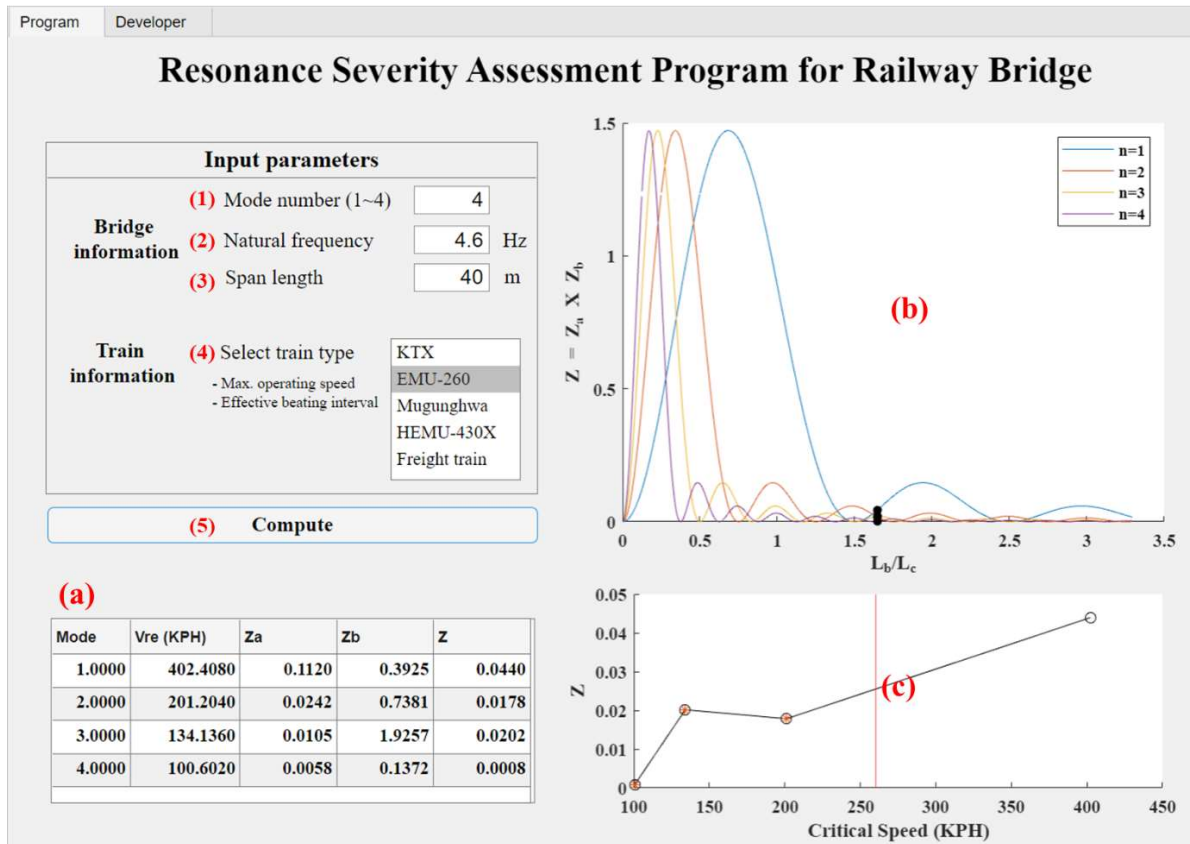 Program Developer
Resonance Severity Assessment Program for Railway Bridge
Input parameters
Bridge information
(1) Mode number (1~4) 4
(2) Natural frequency 4.6 Hz
(3) Span length 40 m
Train information
(4) Select train type
- Max. operating speed
- Effective beating interval
KTX
EMU-260
Mugunghwa
HEMU-430X
Freight train
(5) Compute
(a)
Mode Vre (KPH) Za Zb Z
1.0000 402.4080 0.1120 0.3925 0.0440
2.0000 201.2040 0.0242 0.7381 0.0178
3.0000 134.1360 0.0105 1.9257 0.0202
4.0000 100.6020 0.0058 0.1372 0.0008
1.5
1
0.5
0
Z = Za X Zb
n=1
n=2
n=3
n=4
(b)
0 0.5 1 1.5 2 2.5 3 3.5
Lb/Lc
0.05
0.04
0.03
0.02
0.01
0
Z
(c)
100 150 200 250 300 350 400 450
Critical Speed (KPH)